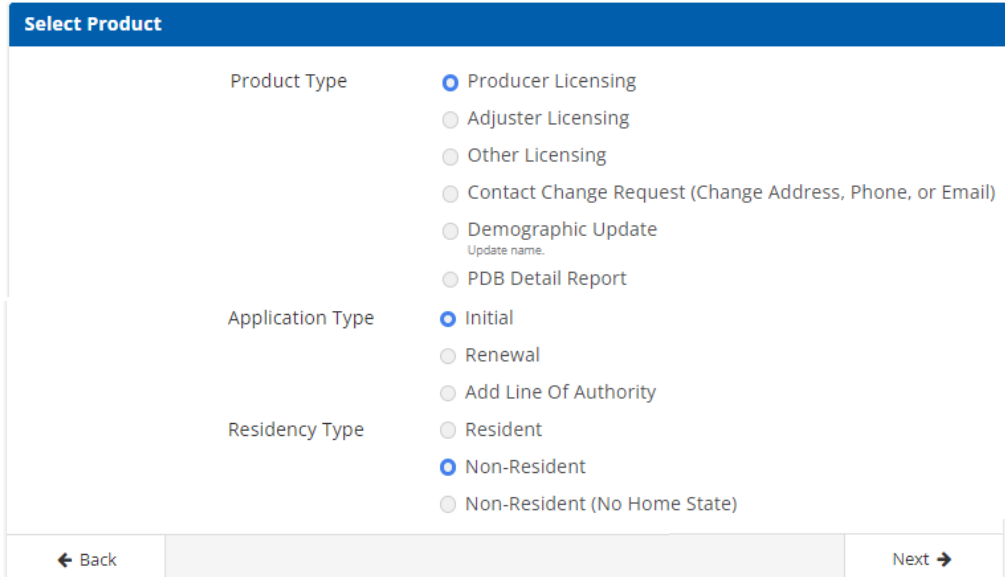 Select Product
Product Type
Producer Licensing
Adjuster Licensing
Other Licensing
Contact Change Request (Change Address, Phone, or Email)
Demographic Update
Update name.
PDB Detail Report
Application Type
Initial
Renewal
Add Line Of Authority
Residency Type
Resident
Non-Resident
Non-Resident (No Home State)
Back
Next